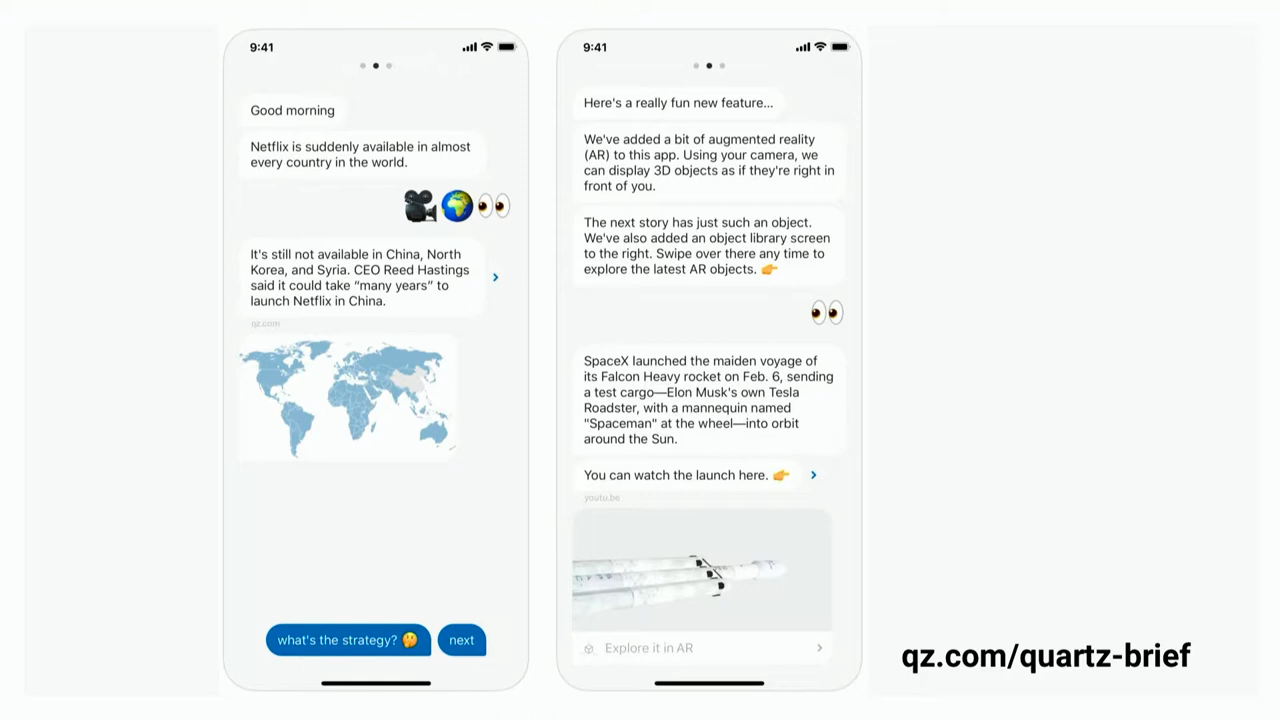 9:41
Good morning
Netflix is suddenly available in almost
every country in the world.
It's still not available in China, North
Korea, and Syria. CEO Reed Hastings
said it could take “many years” to
launch Netflix in China.
qz.com
what's the strategy? 🤔
next
9:41
Here's a really fun new feature...
We've added a bit of augmented reality
(AR) to this app. Using your camera, we
can display 3D objects as if they're right in
front of you.
The next story has just such an object.
We've also added an object library screen
to the right. Swipe over there any time to
explore the latest AR objects. 👉
SpaceX launched the maiden voyage of
its Falcon Heavy rocket on Feb. 6, sending
a test cargo—Elon Musk's own Tesla
Roadster, with a mannequin named
"Spaceman" at the wheel—into orbit
around the Sun.
You can watch the launch here. 👉
youtu.be
Explore it in AR
qz.com/quartz-brief